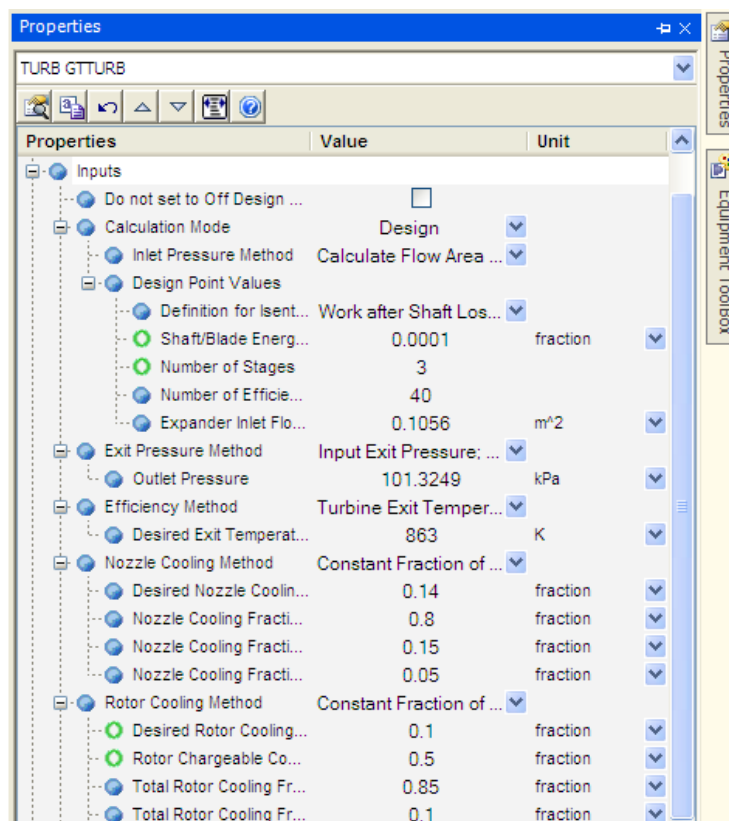 Properties
TURB GTTURB
Properties Value Unit
Inputs
Do not set to Off Design ...
Calculation Mode Design
Inlet Pressure Method Calculate Flow Area ...
Design Point Values
Definition for Isent... Work after Shaft Los...
Shaft/Blade Energ... 0.0001 fraction
Number of Stages 3
Number of Efficie... 40
Expander Inlet Flo... 0.1056 m^2
Exit Pressure Method Input Exit Pressure; ...
Outlet Pressure 101.3249 kPa
Efficiency Method Turbine Exit Temper...
Desired Exit Temperat... 863 K
Nozzle Cooling Method Constant Fraction of ...
Desired Nozzle Coolin... 0.14 fraction
Nozzle Cooling Fracti... 0.8 fraction
Nozzle Cooling Fracti... 0.15 fraction
Nozzle Cooling Fracti... 0.05 fraction
Rotor Cooling Method Constant Fraction of ...
Desired Rotor Cooling... 0.1 fraction
Rotor Chargeable Co... 0.5 fraction
Total Rotor Cooling Fr... 0.85 fraction
Total Rotor Cooling Fr... 0.1 fraction
Properties
Equipment ToolBox